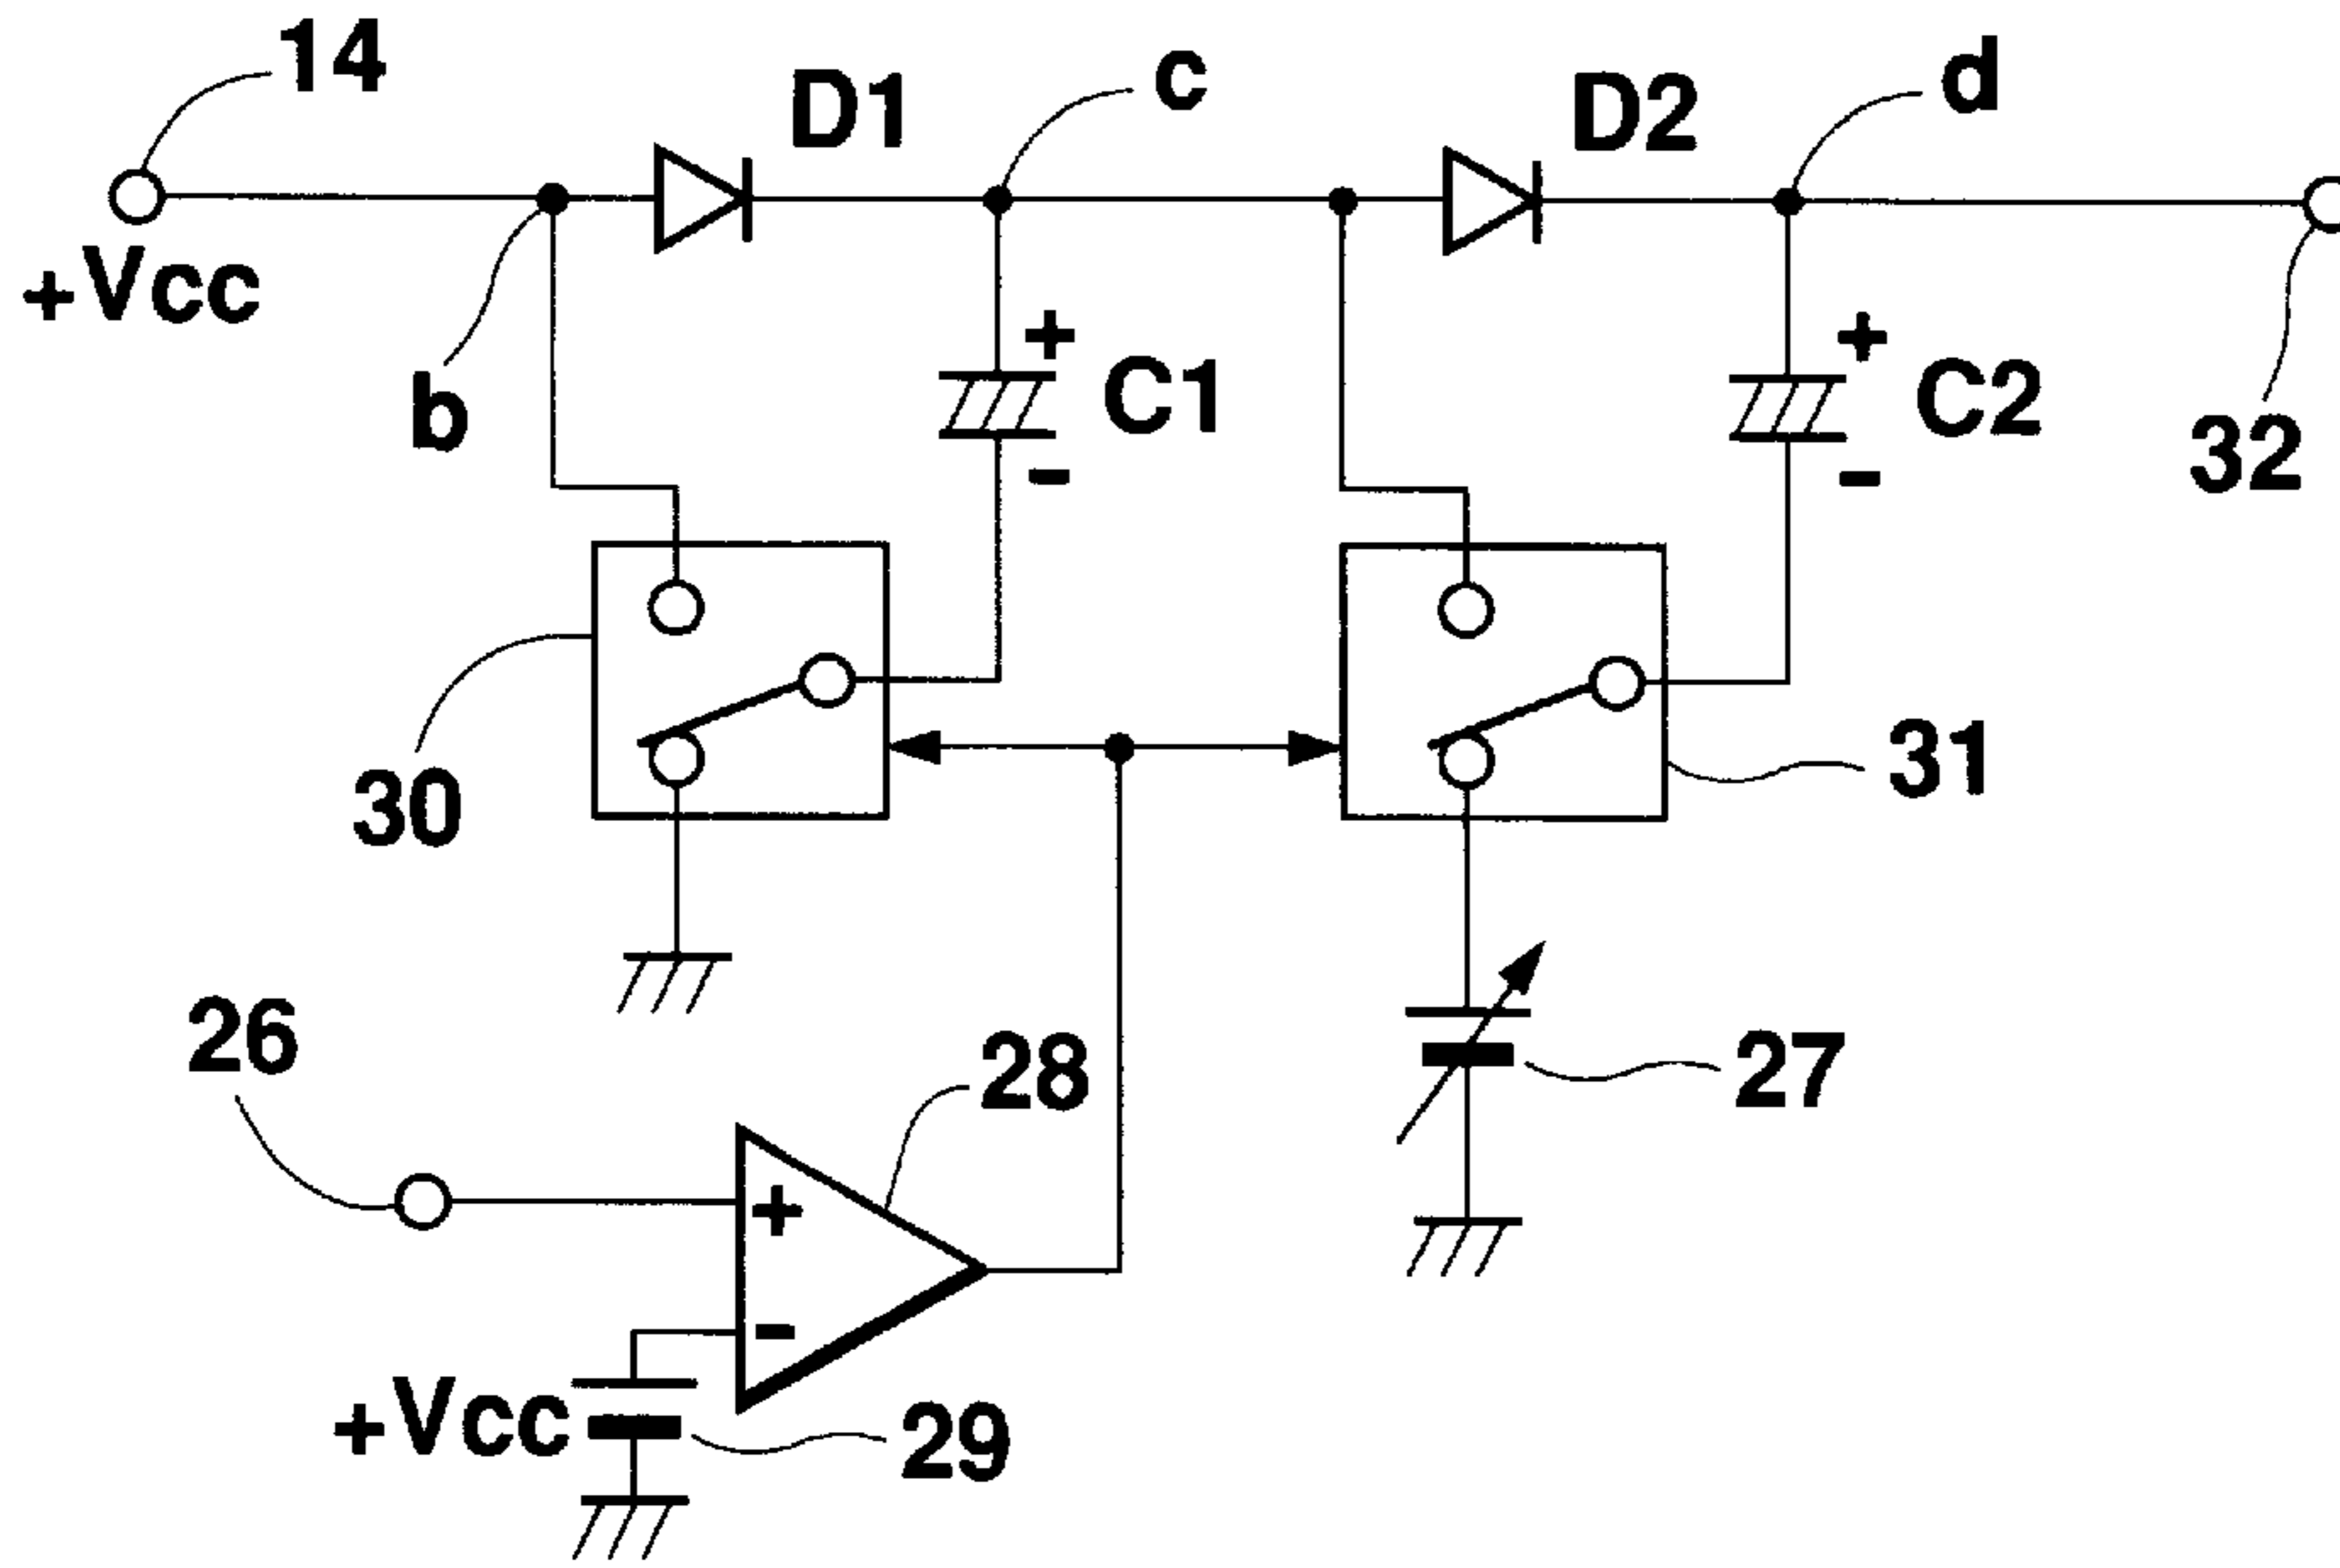 14
D1
c
D2
d
+Vcc
b
+
C1
-
+
C2
-
32
30
31
26
28
27
+
-
+Vcc
29